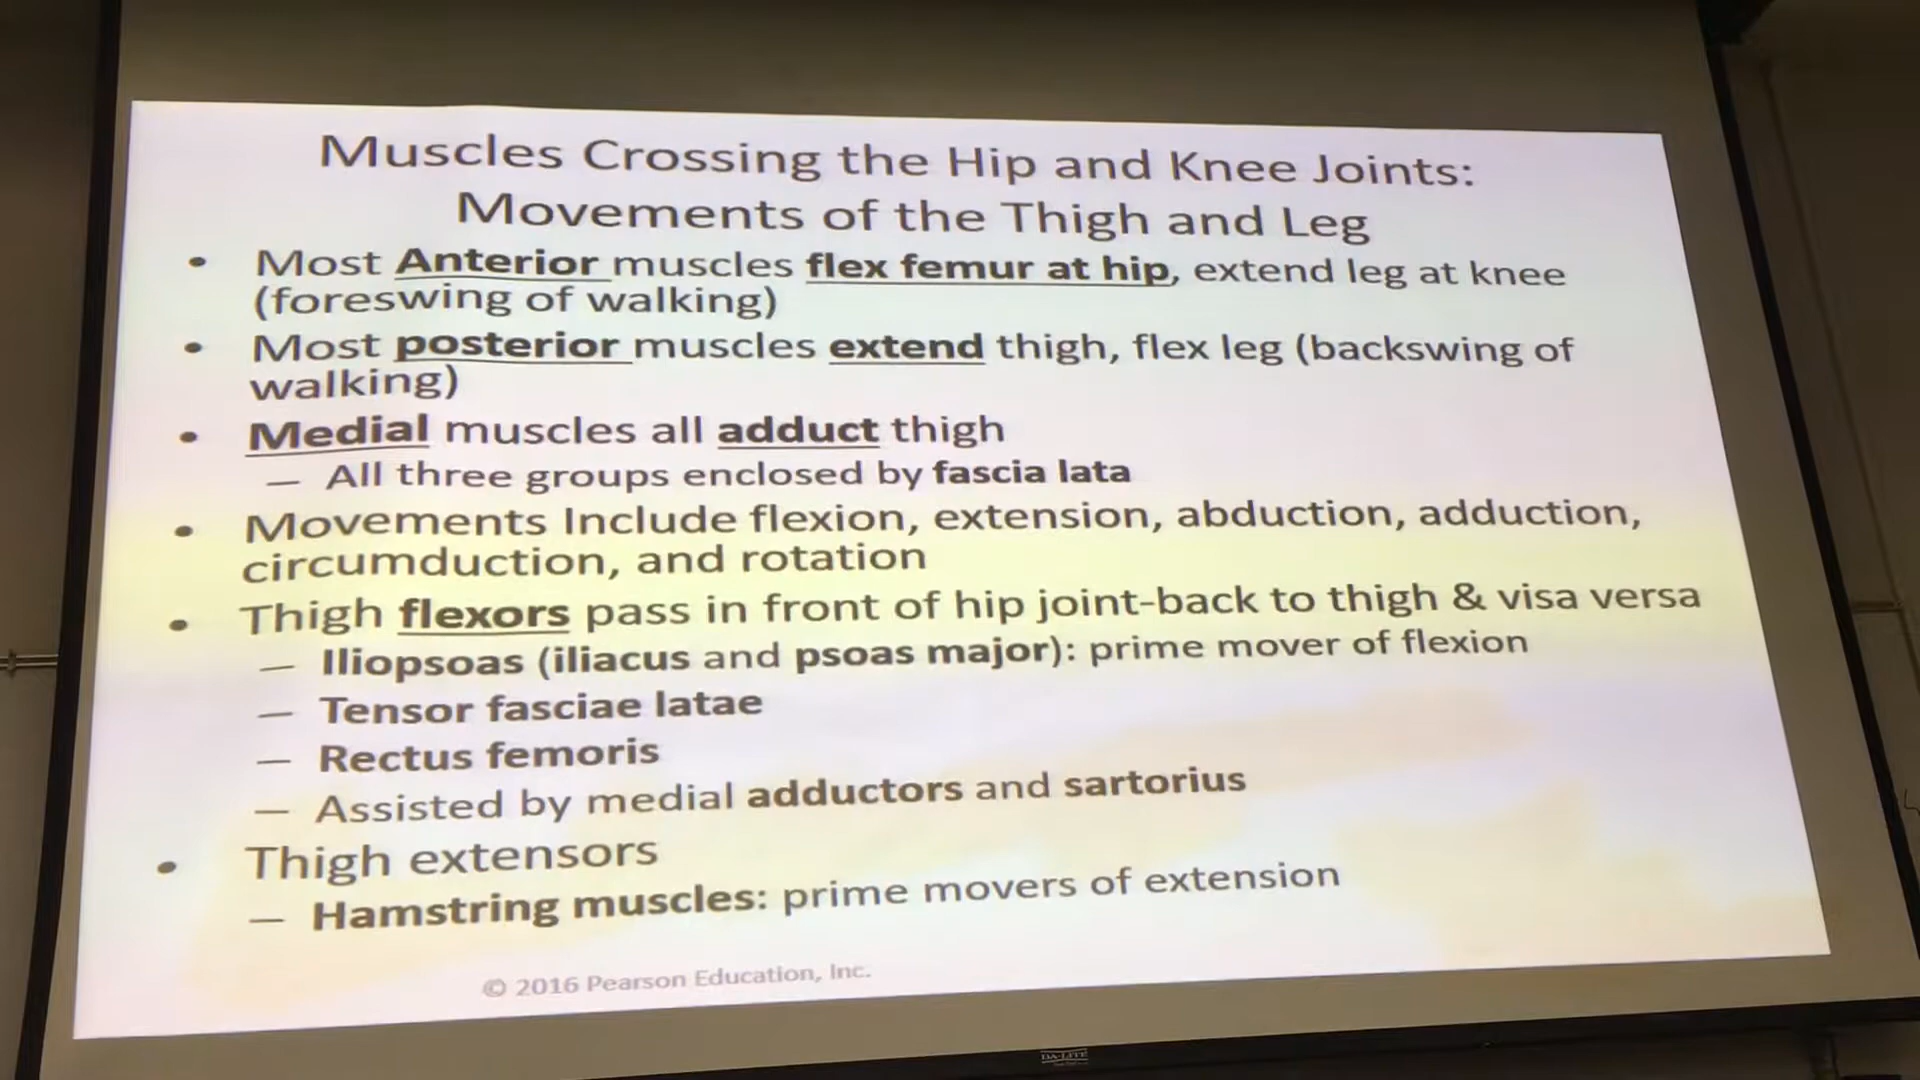 Muscles Crossing the Hip and Knee Joints:
Movements of the Thigh and Leg
• Most Anterior muscles flex femur at hip, extend leg at knee
(foreswing of walking)
• Most posterior muscles extend thigh, flex leg (backswing of
walking)
• Medial muscles all adduct thigh
— All three groups enclosed by fascia lata
• Movements Include flexion, extension, abduction, adduction,
circumduction, and rotation
• Thigh flexors pass in front of hip joint-back to thigh & visa versa
— Iliopsoas (iliacus and psoas major): prime mover of flexion
— Tensor fasciae latae
— Rectus femoris
— Assisted by medial adductors and sartorius
• Thigh extensors
— Hamstring muscles: prime movers of extension
© 2016 Pearson Education, Inc.
DA-LITE